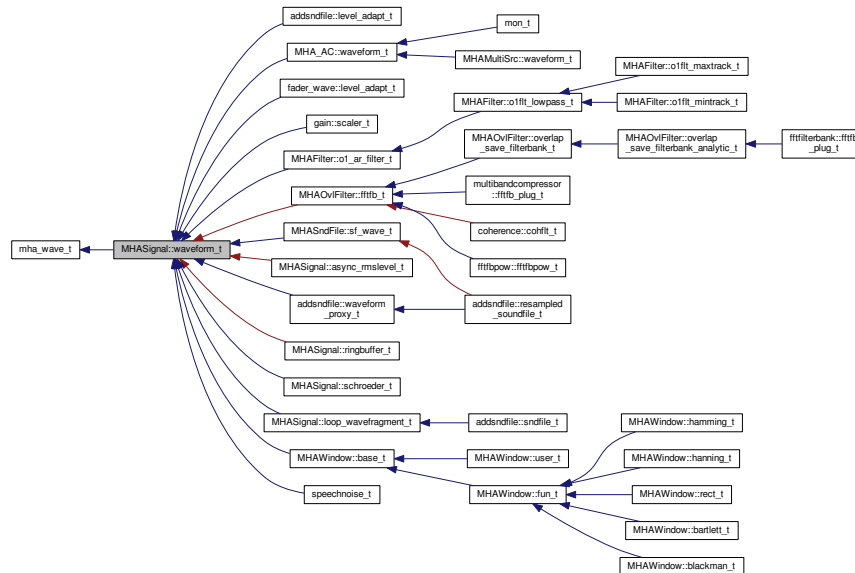 addsndfile::level_adapt_t
mon_t
MHA_AC::waveform_t
MHAMultiSrc::waveform_t
MHAFilter::o1flt_maxtrack_t
fader_wave::level_adapt_t
MHAFilter::o1flt_lowpass_t
MHAFilter::o1flt_mintrack_t
gain::scaler_t
MHAOvlFilter::overlap
_save_filterbank_t
MHAOvlFilter::overlap
_save_filterbank_analytic_t
fftfilterbank::fftfb
_plug_t
MHAFilter::o1_ar_filter_t
MHAOvlFilter::fftfb_t
multibandcompressor
::fftfb_plug_t
coherence::cohflt_t
MHASndFile::sf_wave_t
mha_wave_t
MHASignal::waveform_t
MHASignal::async_rmslevel_t
fftfbpow::fftfbpow_t
addsndfile::waveform
_proxy_t
addsndfile::resampled
_soundfile_t
MHASignal::ringbuffer_t
MHASignal::schroeder_t
MHASignal::loop_wavefragment_t
addsndfile::sndfile_t
MHAWindow::hamming_t
MHAWindow::base_t
MHAWindow::user_t
MHAWindow::hanning_t
speechnoise_t
MHAWindow::fun_t
MHAWindow::rect_t
MHAWindow::bartlett_t
MHAWindow::blackman_t